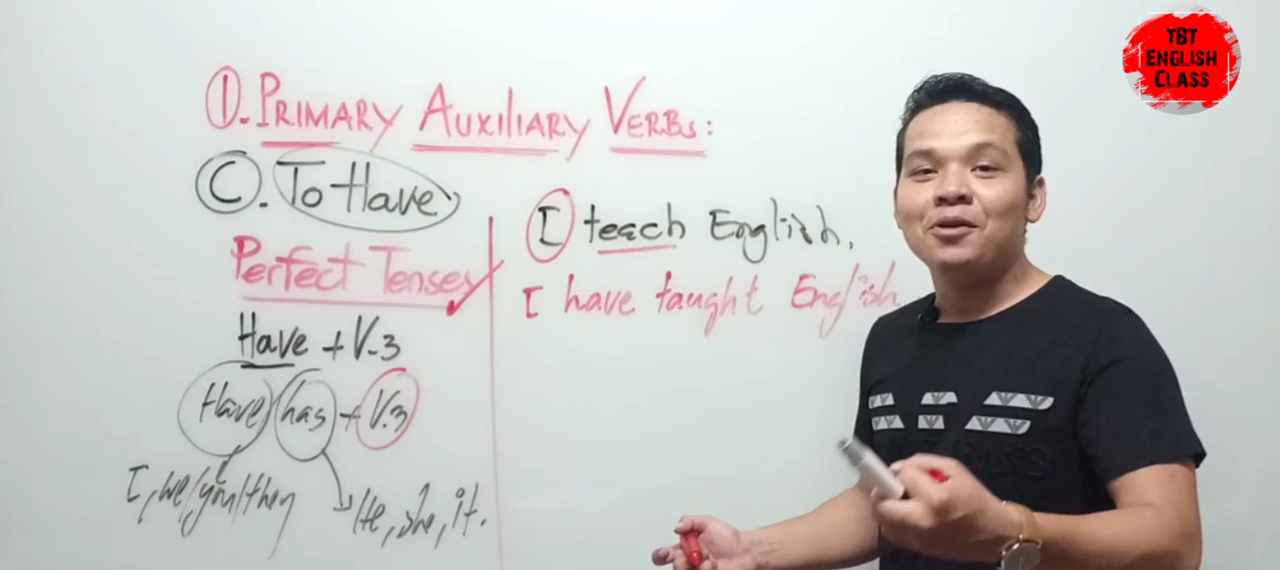 1. PRIMARY AUXILIARY VERBS:
C. To Have
Perfect Tenses
Have + V.3
Have/has + V.3
I, we/you/they
He, she, it.
I teach English.
I have taught English
TBT
ENGLISH
CLASS